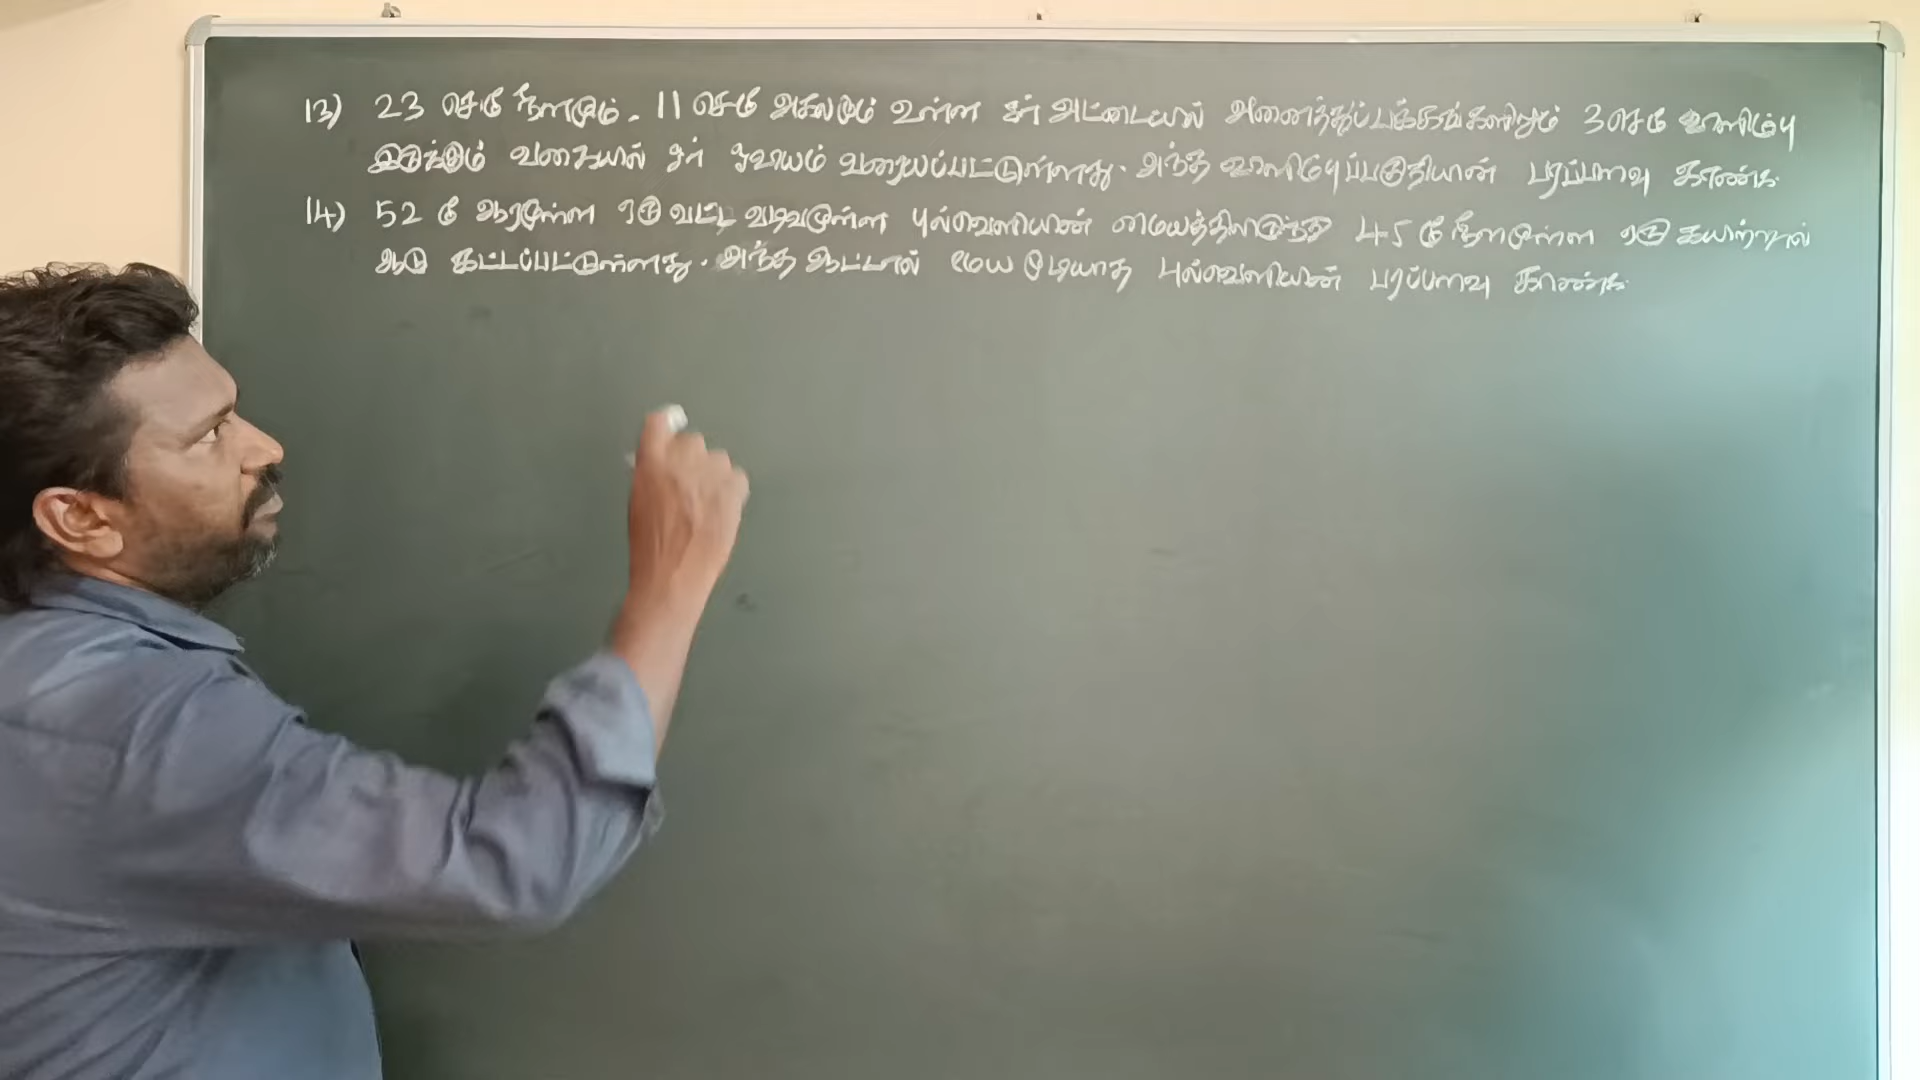 13) 23 செமீ நீளமும், 11 செமீ அகலமும் உள்ள ஓர் அட்டையில் அனைத்துப்பக்கங்களிலும் 3 செமீ விளிம்பு
இருக்கும் வகையில் ஓர் ஓவியம் வரையப்பட்டுள்ளது. அந்த விளிம்புப்பகுதியின் பரப்பளவு காண்க.
14) 52 மீ ஆரமுள்ள ஒரு வட்ட வடிவமுள்ள புல்வெளியின் மையத்திலிருந்து 45 மீ நீளமுள்ள ஒரு கயிற்றால்
ஆடு கட்டப்பட்டுள்ளது. அந்த ஆட்டால் மேய முடியாத புல்வெளியின் பரப்பளவு காண்க.